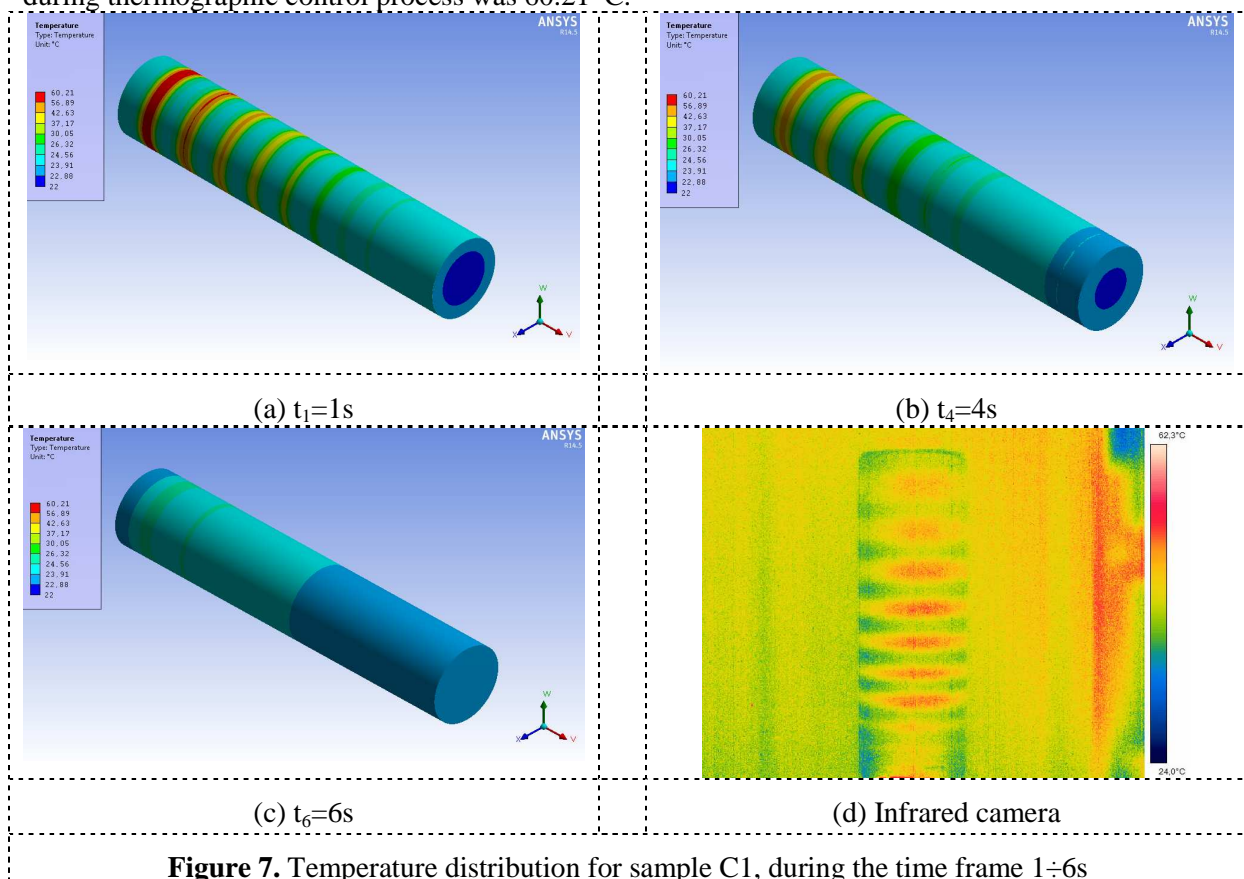 during thermographic control process was 60.21°C.
Temperature
Type: Temperature
Unit: °C
60,21
56,89
42,63
37,17
30,05
26,32
24,56
23,91
22,88
22
ANSYS
R14.5
W
X
V
(a) t₁=1s
Temperature
Type: Temperature
Unit: °C
60,21
56,89
42,63
37,17
30,05
26,32
24,56
23,91
22,88
22
ANSYS
R14.5
W
X
V
(b) t₄=4s
Temperature
Type: Temperature
Unit: °C
60,21
56,89
42,63
37,17
30,05
26,32
24,56
23,91
22,88
22
ANSYS
R14.5
W
X
V
(c) t₆=6s
62,3°C
24,0°C
(d) Infrared camera
Figure 7. Temperature distribution for sample C1, during the time frame 1÷6s